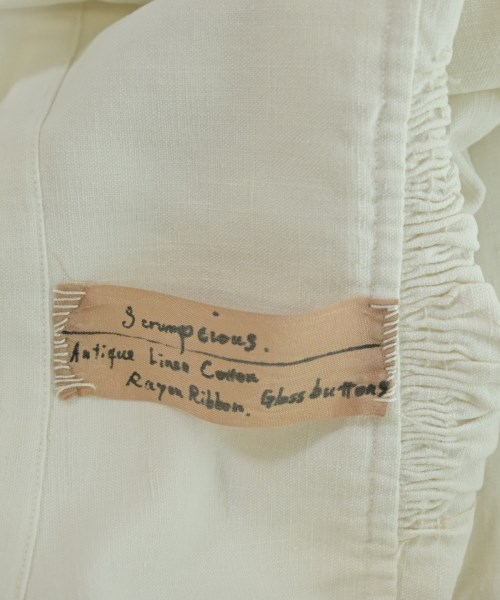 Scrumpcious.
Antique Linen Cotton
Rayon Ribbon. Glass buttons